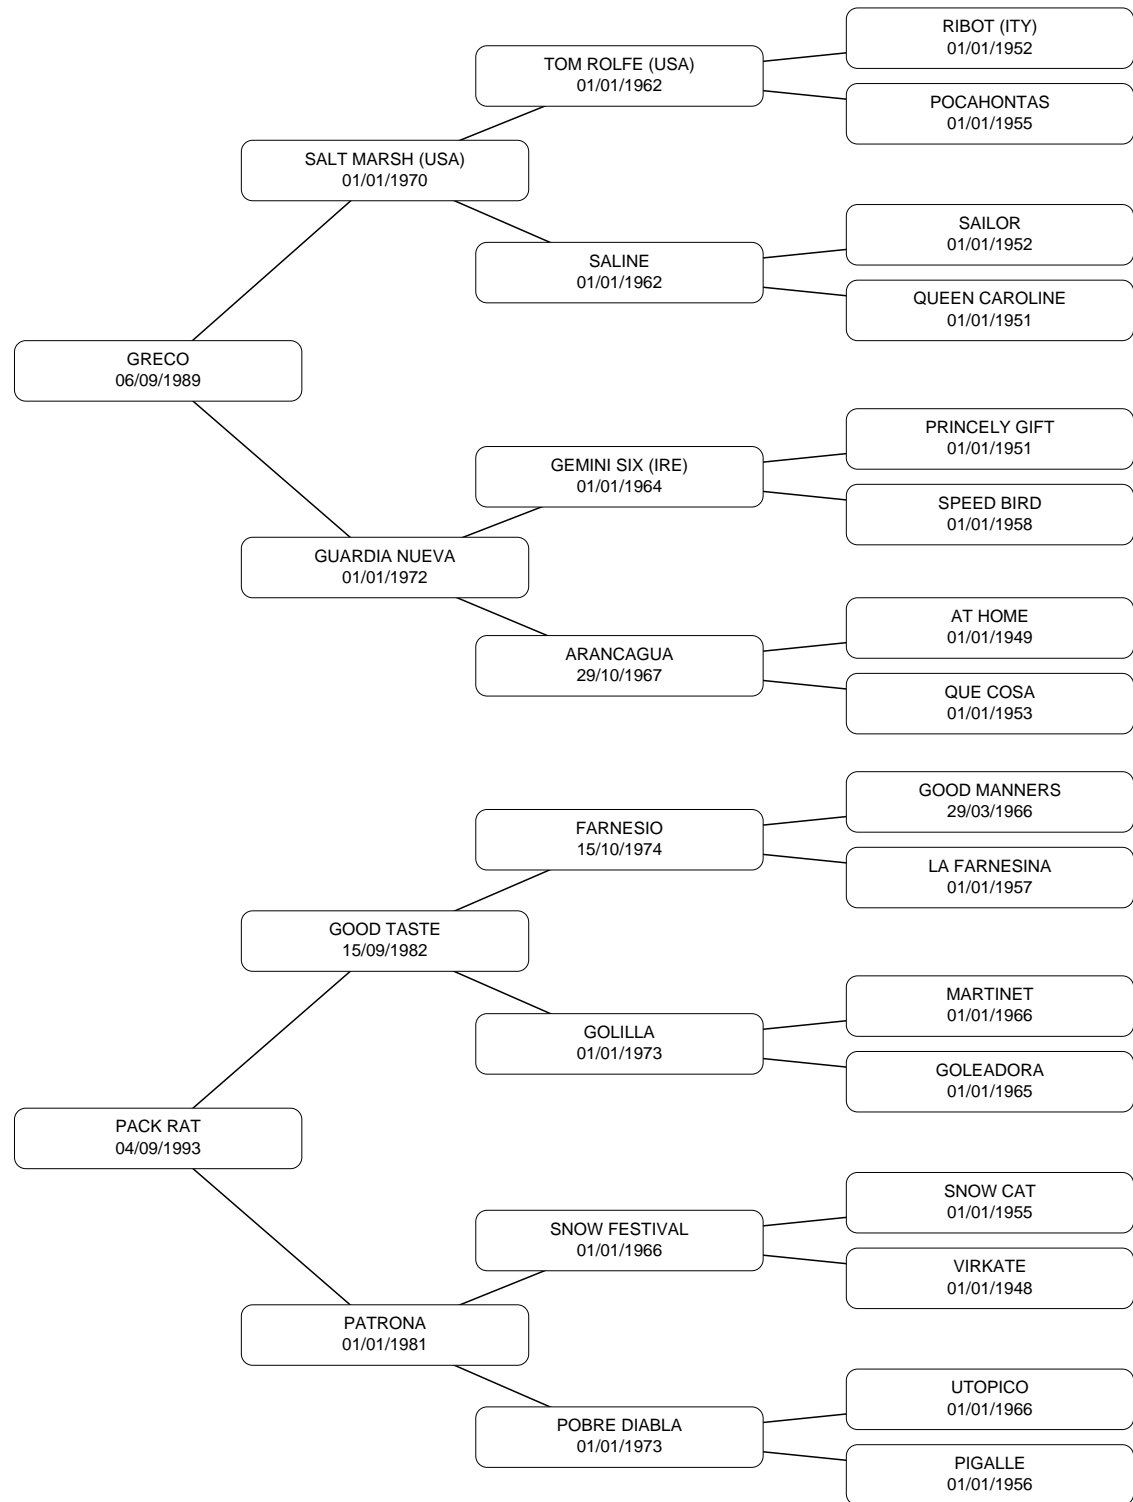 RIBOT (ITY)
01/01/1952
TOM ROLFE (USA)
01/01/1962
POCAHONTAS
01/01/1955
SALT MARSH (USA)
01/01/1970
SAILOR
01/01/1952
SALINE
01/01/1962
QUEEN CAROLINE
01/01/1951
GRECO
06/09/1989
PRINCELY GIFT
01/01/1951
GEMINI SIX (IRE)
01/01/1964
SPEED BIRD
01/01/1958
GUARDIA NUEVA
01/01/1972
AT HOME
01/01/1949
ARANCAGUA
29/10/1967
QUE COSA
01/01/1953
GOOD MANNERS
29/03/1966
FARNESIO
15/10/1974
LA FARNESINA
01/01/1957
GOOD TASTE
15/09/1982
MARTINET
01/01/1966
GOLILLA
01/01/1973
GOLEADORA
01/01/1965
PACK RAT
04/09/1993
SNOW CAT
01/01/1955
SNOW FESTIVAL
01/01/1966
VIRKATE
01/01/1948
PATRONA
01/01/1981
UTOPICO
01/01/1966
POBRE DIABLA
01/01/1973
PIGALLE
01/01/1956